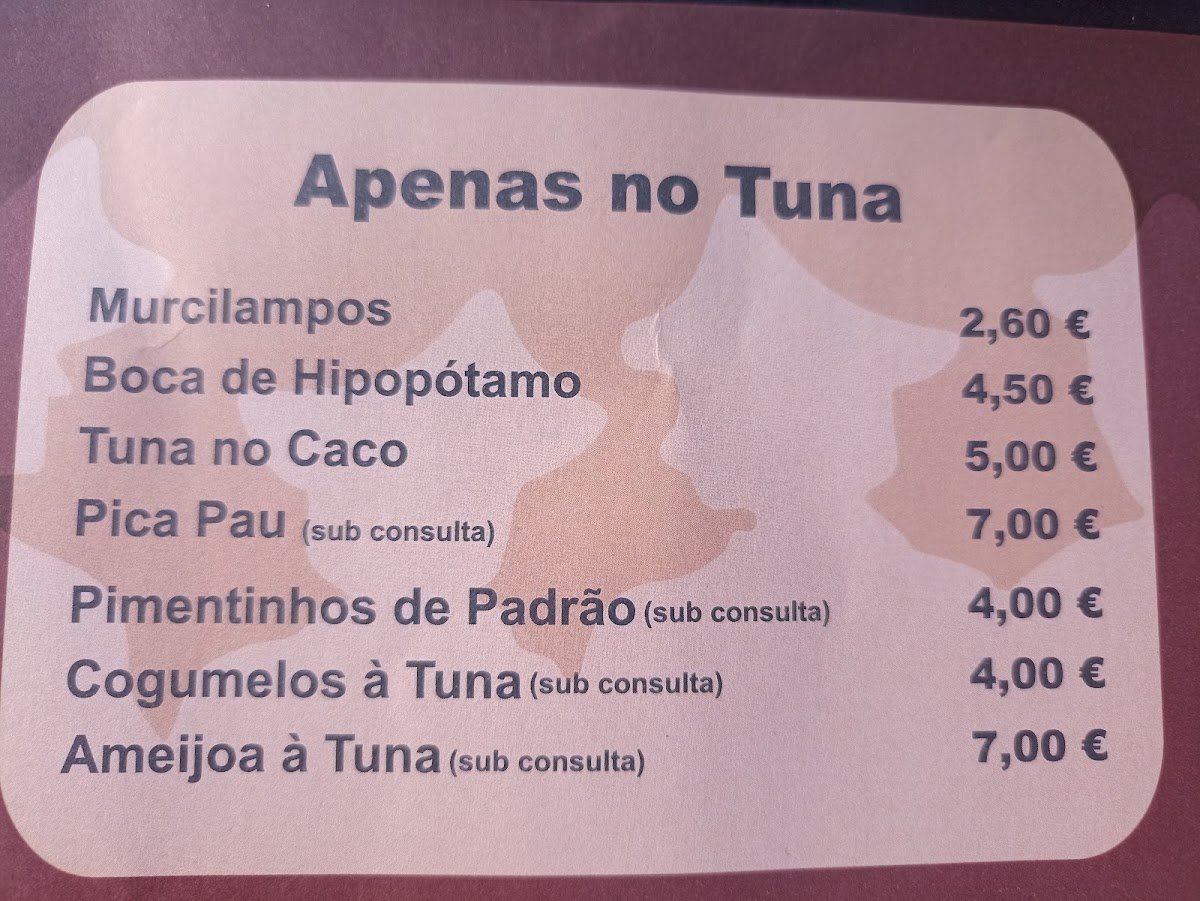 Apenas no Tuna
Murcilampos 2,60 €
Boca de Hipopótamo 4,50 €
Tuna no Caco 5,00 €
Pica Pau (sub consulta) 7,00 €
Pimentinhos de Padrão (sub consulta) 4,00 €
Cogumelos à Tuna (sub consulta) 4,00 €
Ameijoa à Tuna (sub consulta) 7,00 €